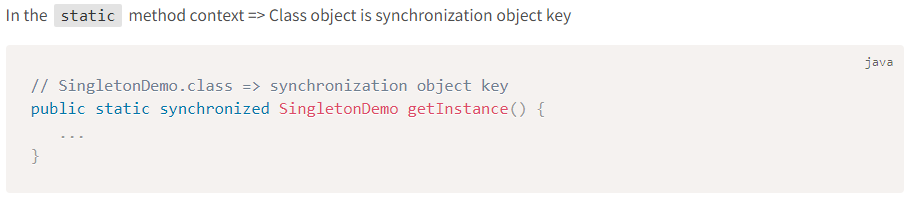 In the static method context => Class object is synchronization object key
java
// SingletonDemo.class => synchronization object key
public static synchronized SingletonDemo getInstance() {
...
}